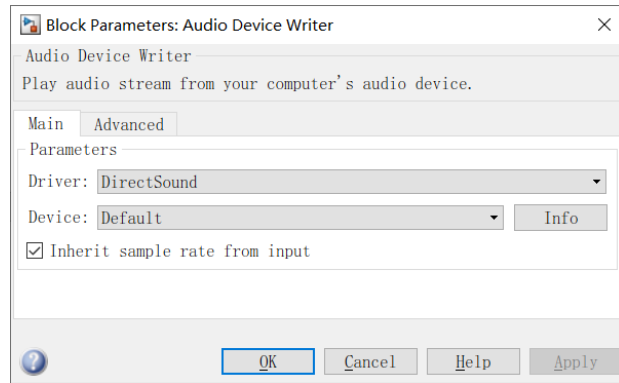 Block Parameters: Audio Device Writer
Audio Device Writer
Play audio stream from your computer's audio device.
Main Advanced
Parameters
Driver: DirectSound
Device: Default Info
Inherit sample rate from input
OK Cancel Help Apply